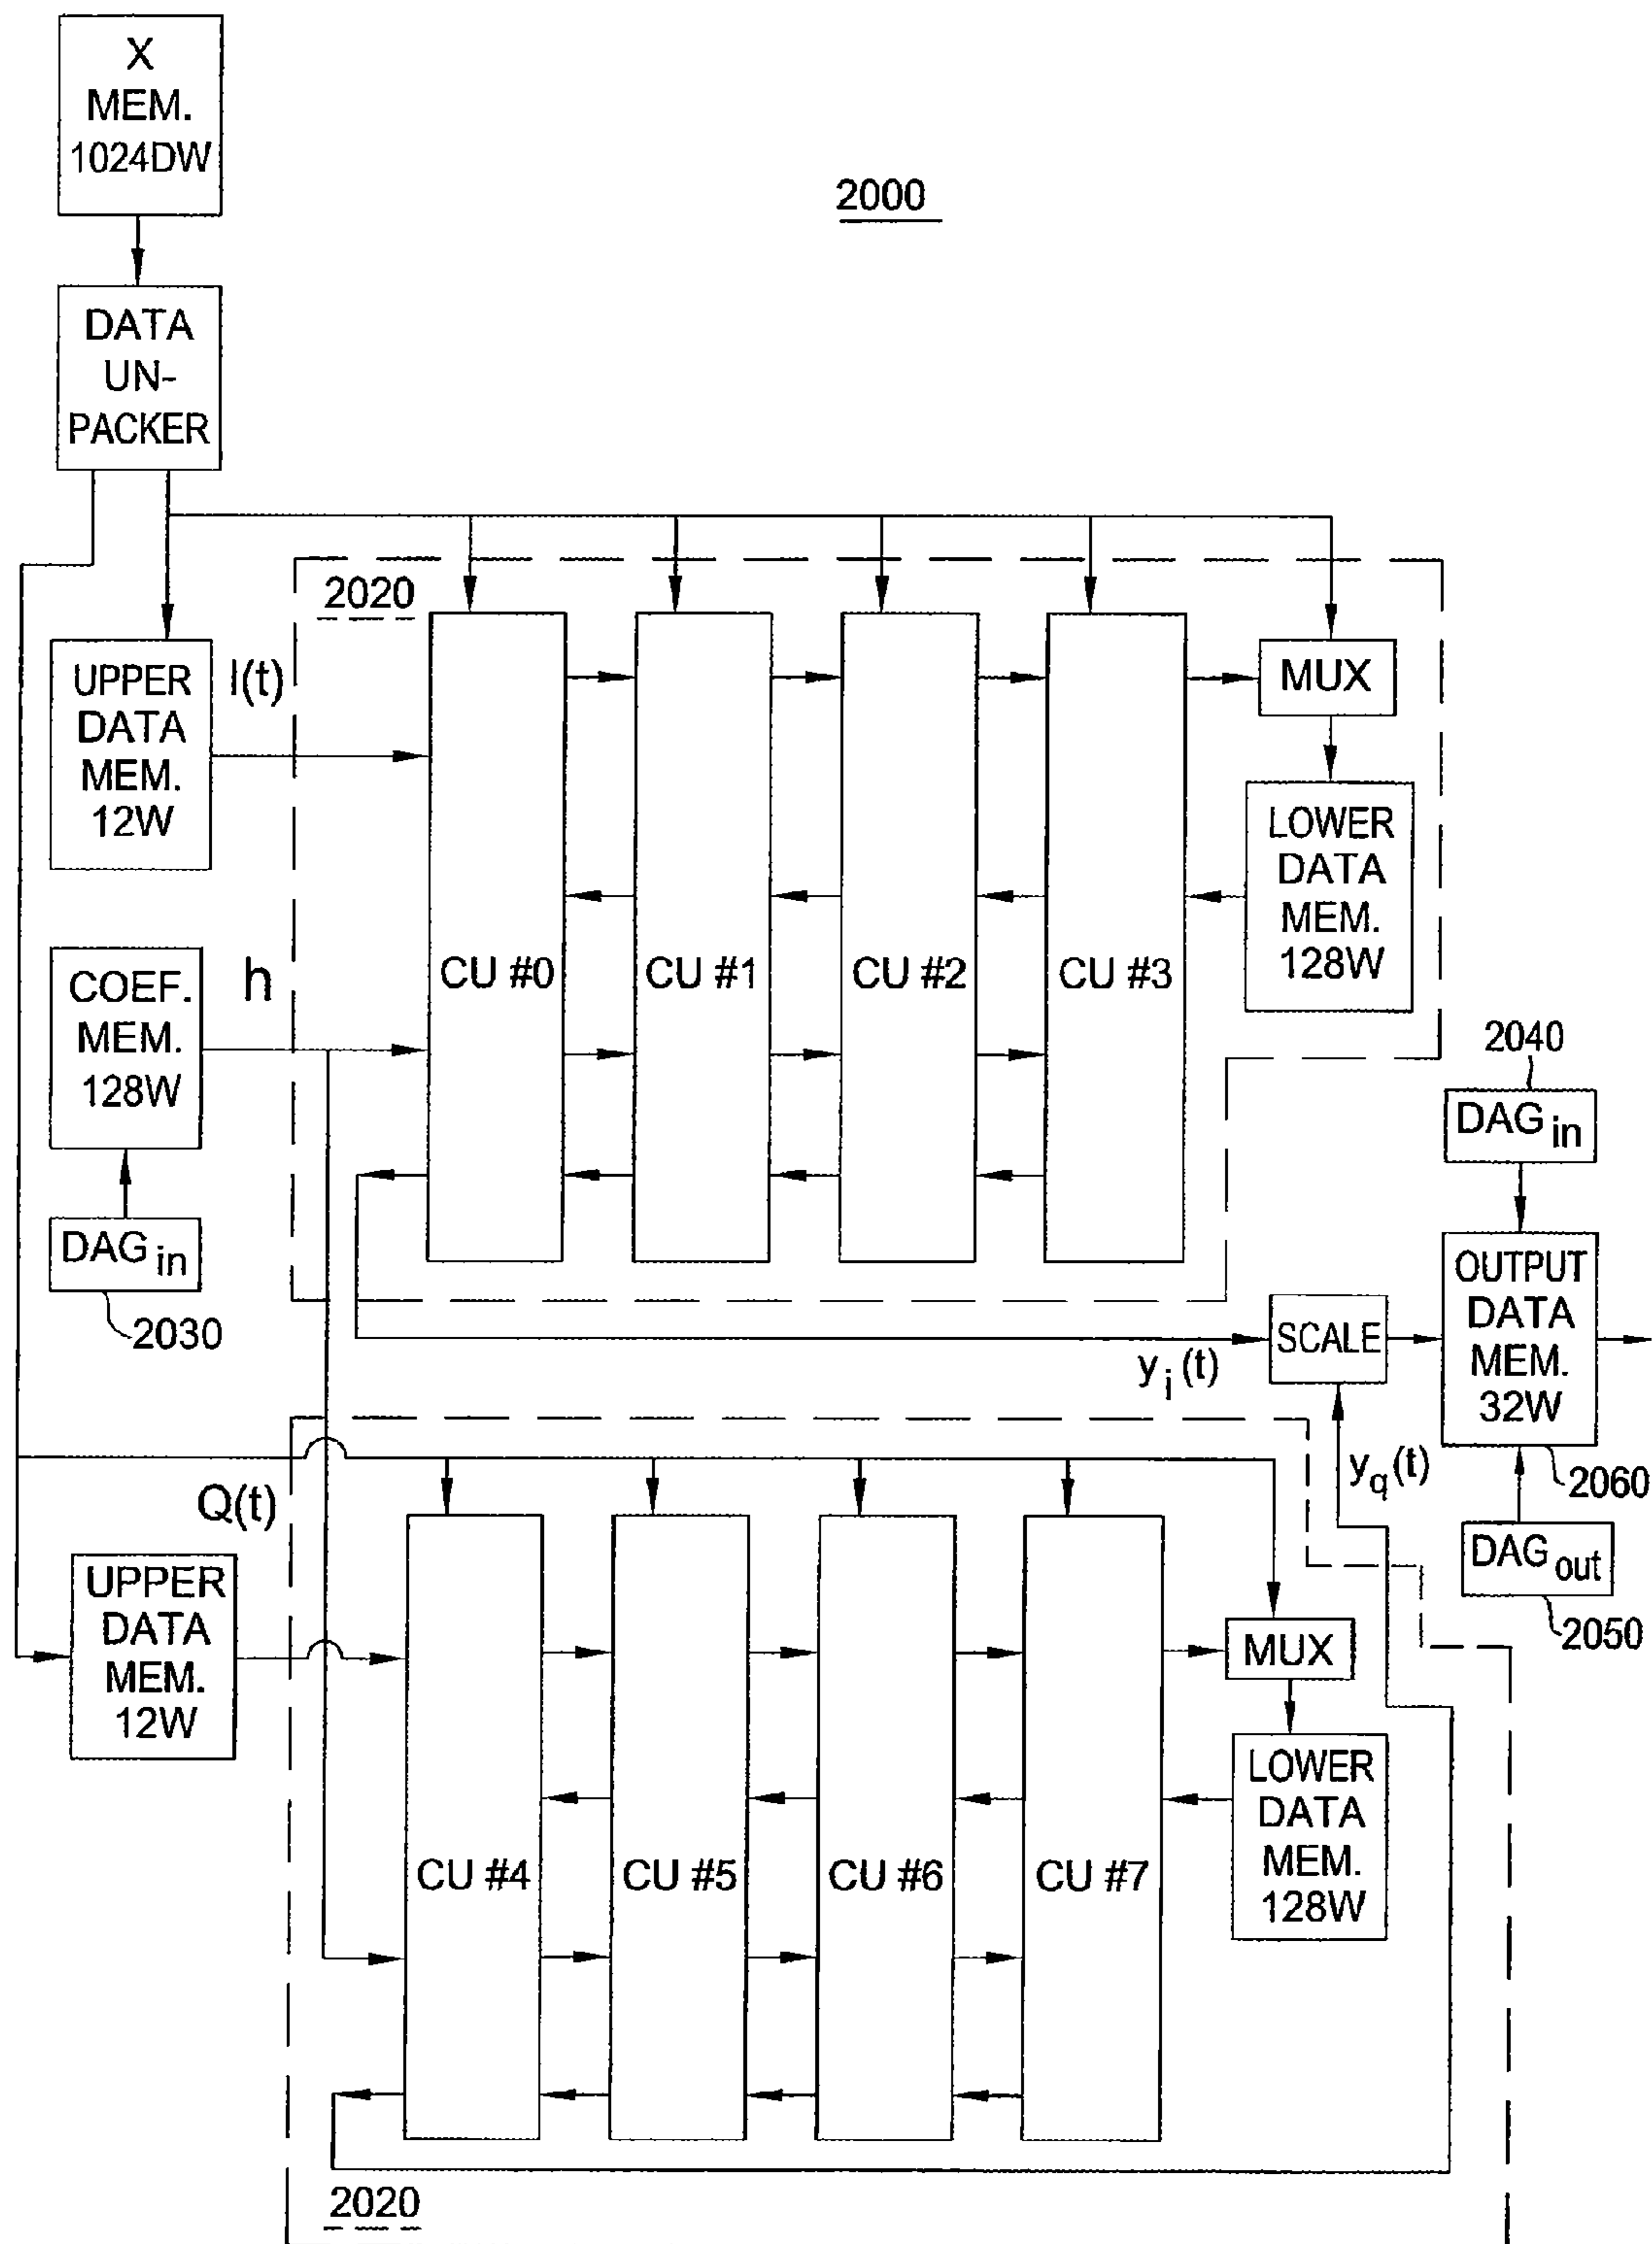 X
MEM.
1024DW
2000
DATA
UN-
PACKER
2020
UPPER
DATA
MEM.
12W
I(t)
MUX
LOWER
DATA
MEM.
128W
COEF.
MEM.
128W
h
CU #0
CU #1
CU #2
CU #3
2040
DAG in
DAG in
2030
OUTPUT
DATA
MEM.
32W
SCALE
y i (t)
y q (t)
2060
DAG out
2050
Q(t)
UPPER
DATA
MEM.
12W
MUX
LOWER
DATA
MEM.
128W
CU #4
CU #5
CU #6
CU #7
2020